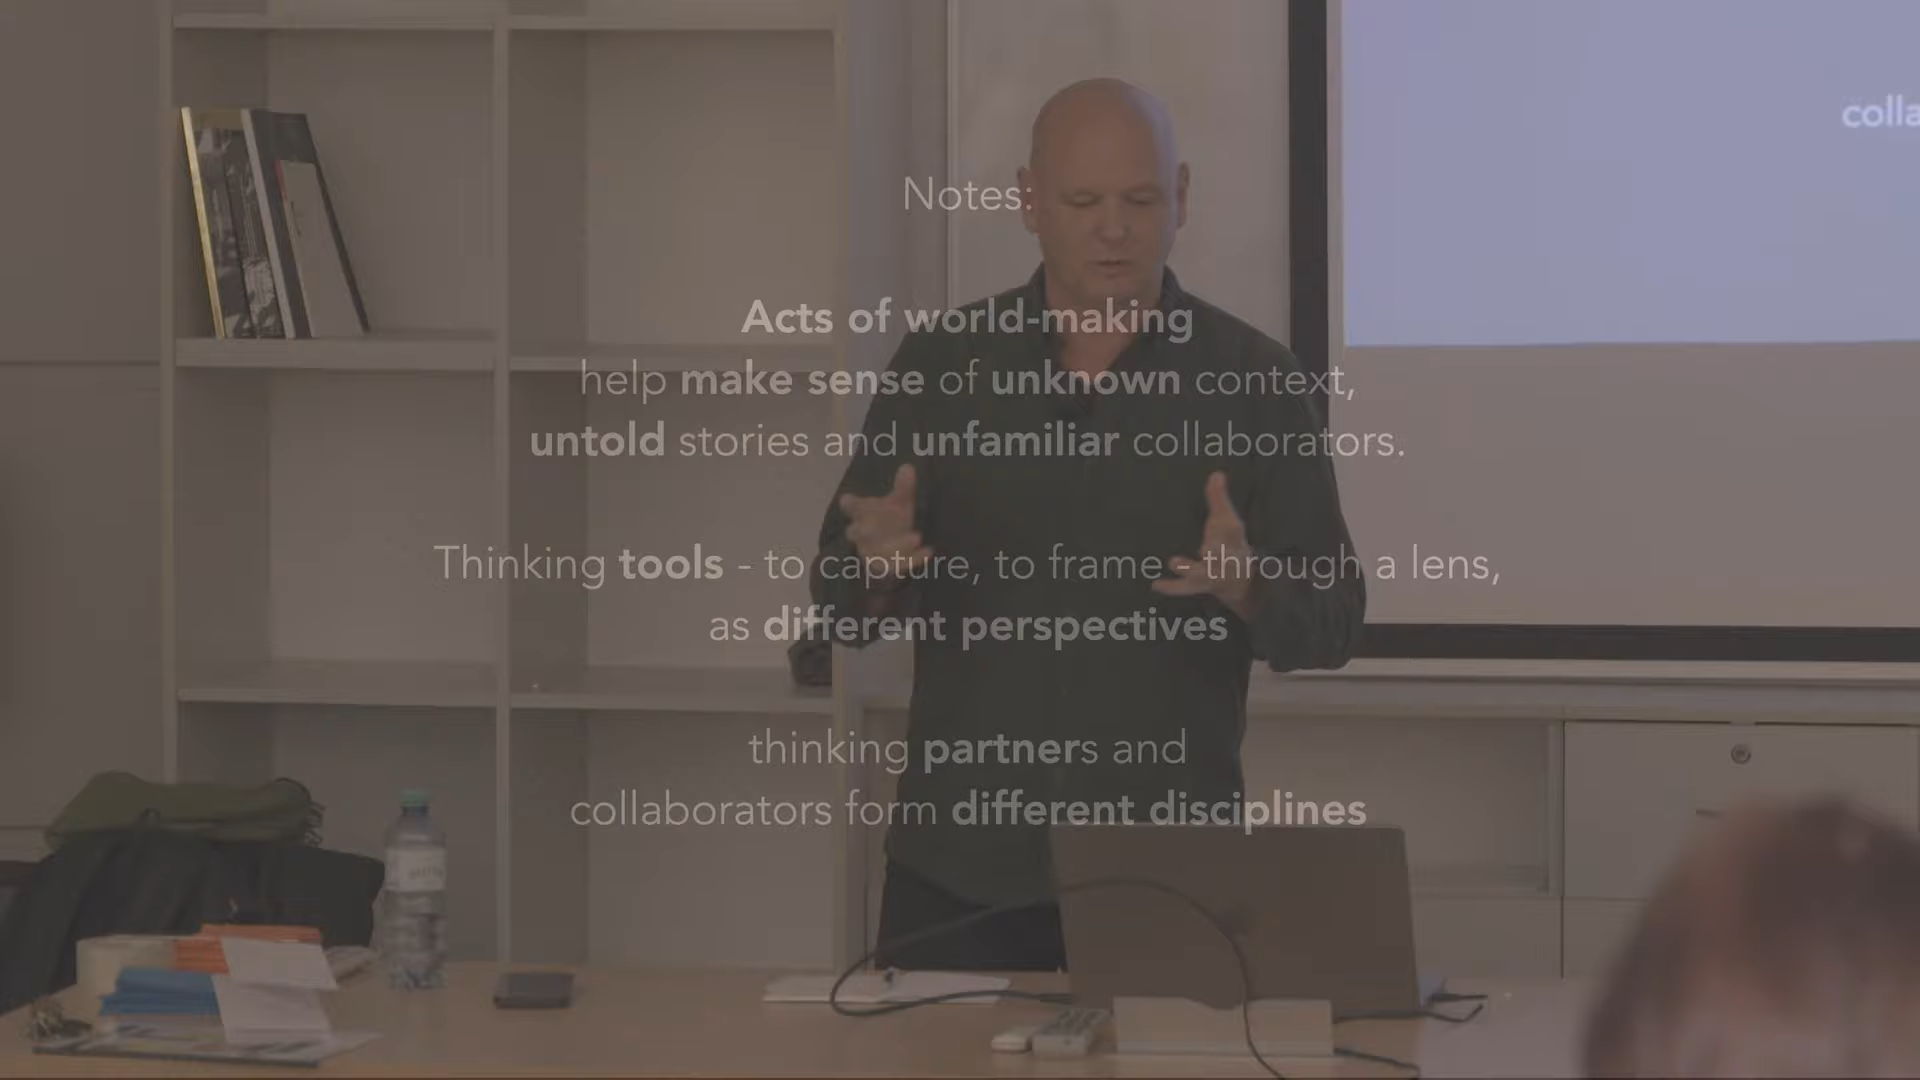 colla
Notes:
Acts of world-making
help make sense of unknown context,
untold stories and unfamiliar collaborators.
Thinking tools - to capture, to frame - through a lens,
as different perspectives
thinking partners and
collaborators form different disciplines